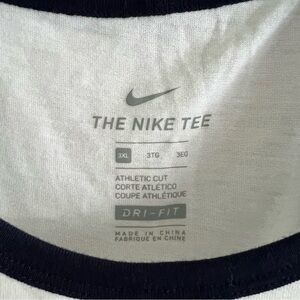 THE NIKE TEE
3XL 3TG 3EG
ATHLETIC CUT
CORTE ATLÉTICO
COUPE ATHLÉTIQUE
DRI-FIT
MADE IN CHINA
FABRIQUÉ EN CHINE